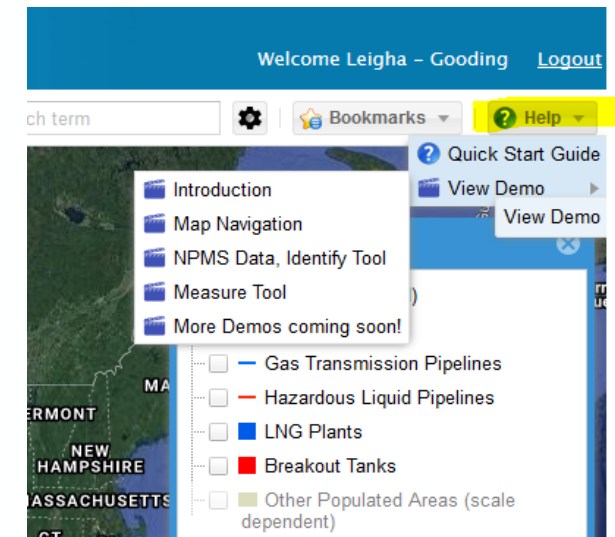 Welcome Leigha – Gooding Logout
ch term
Bookmarks
Help
Quick Start Guide
View Demo
View Demo
Introduction
Map Navigation
NPMS Data, Identify Tool
Measure Tool
More Demos coming soon!
)
Gas Transmission Pipelines
Hazardous Liquid Pipelines
LNG Plants
Breakout Tanks
Other Populated Areas (scale
dependent)
MA
ERMONT
NEW
HAMPSHIRE
ASSACHUSETTS
CT